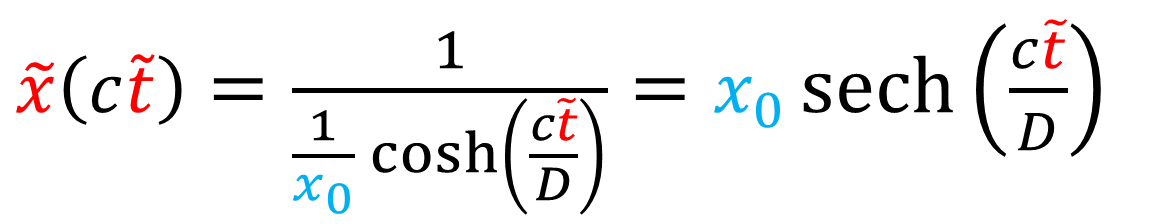 x̃(ct̃) = 1 / (1/x₀ cosh(ct̃/D)) = x₀ sech(ct̃/D)